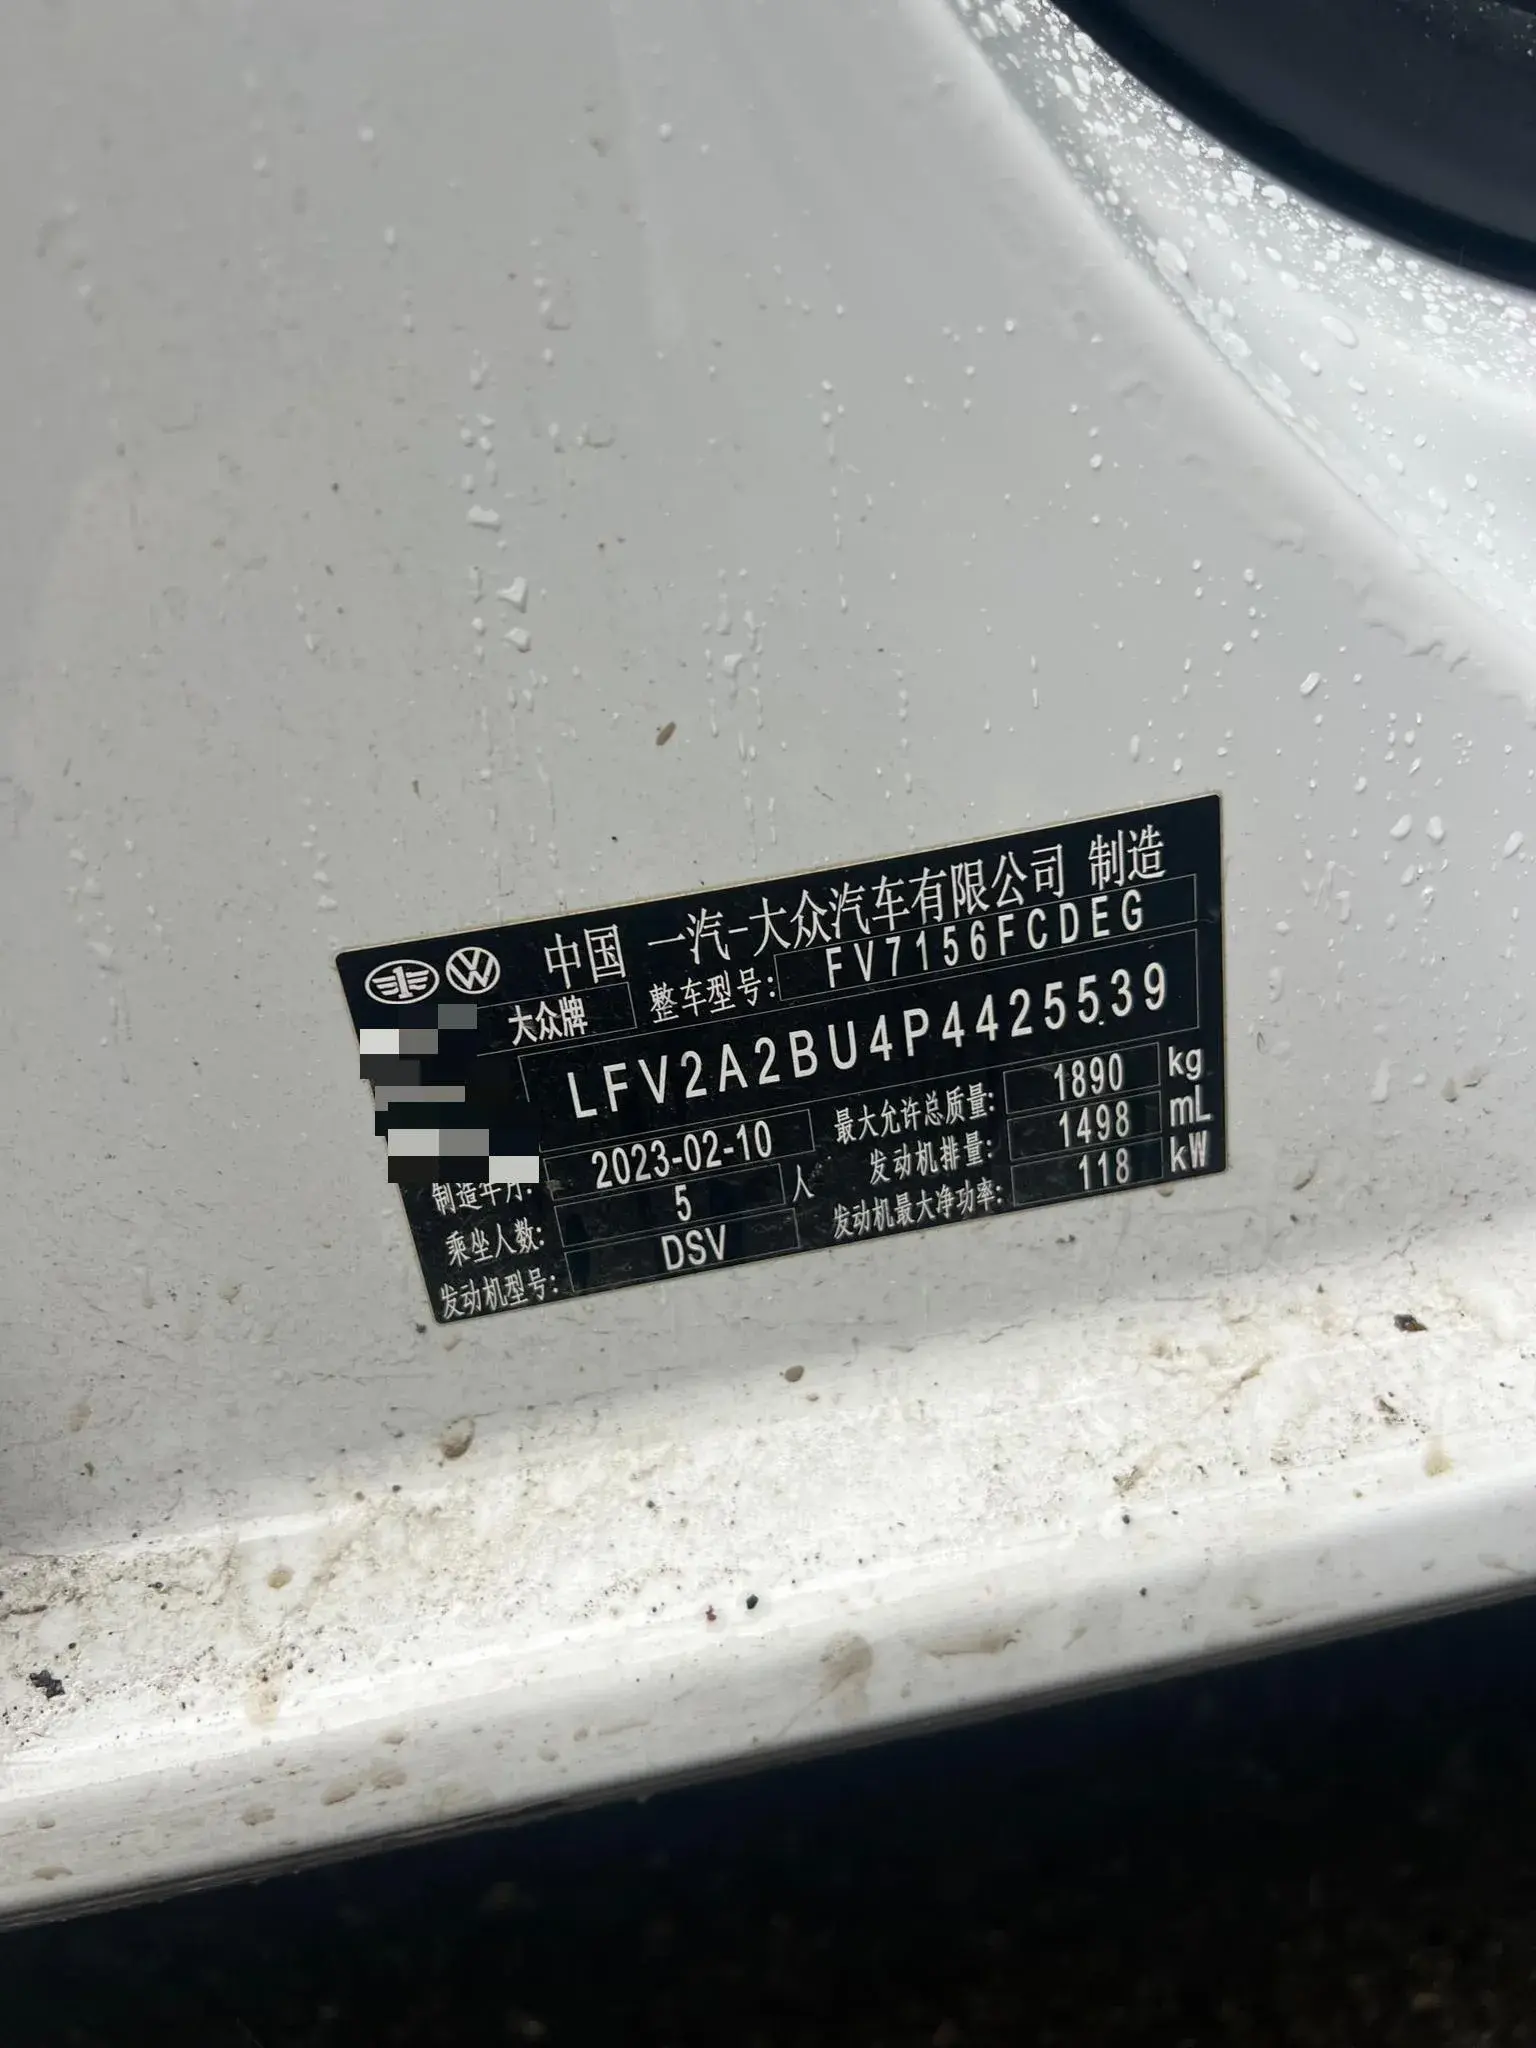 中国 一汽-大众汽车有限公司 制造
大众牌 整车型号: FV7156FCDEG
LFV2A2BU4P4425539
制造年月: 2023-02-10 最大允许总质量: 1890 kg
乘坐人数: 5 人 发动机排量: 1498 mL
发动机型号: DSV 发动机最大净功率: 118 kW